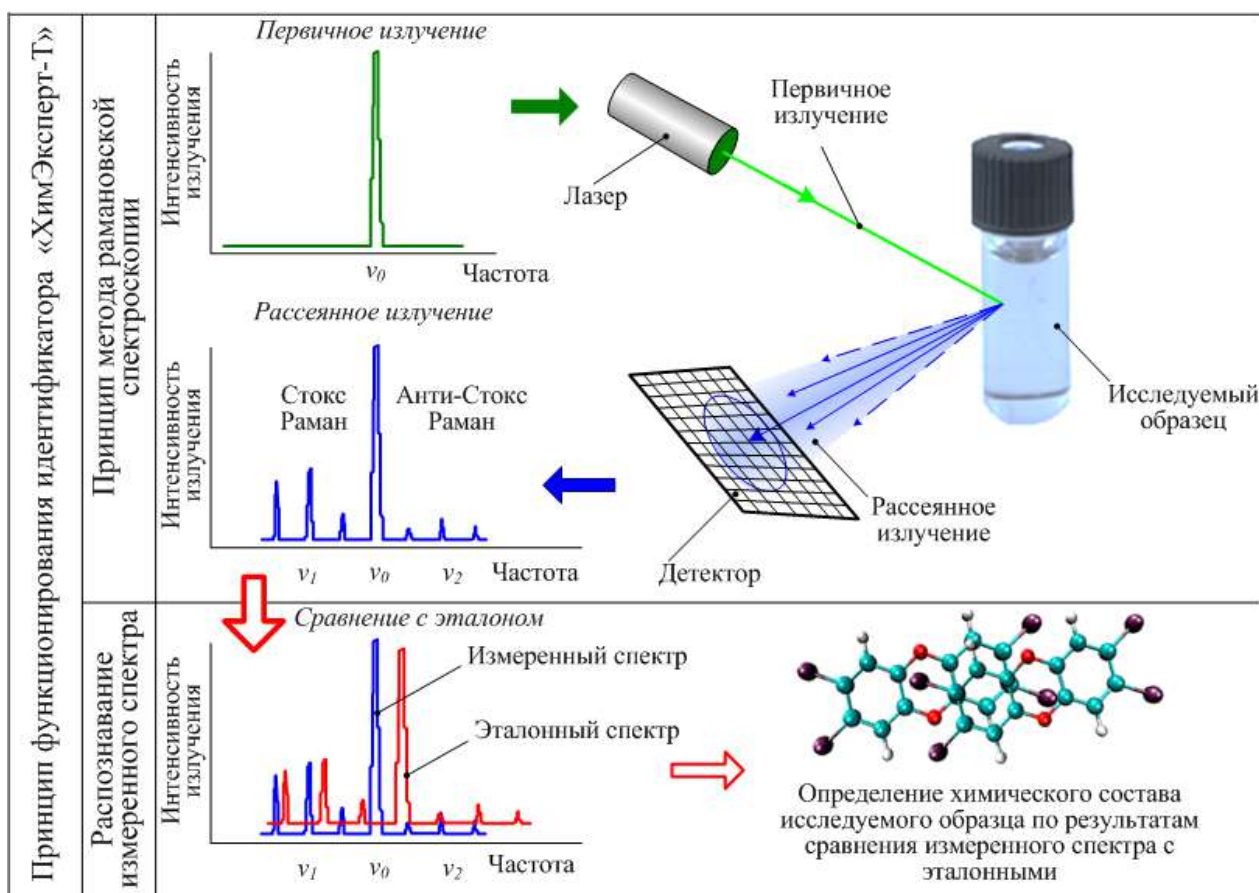 Принцип функционирования идентификатора «ХимЭксперт-Т»
Принцип метода рамановской
спектроскопии
Первичное излучение
Интенсивность
излучения
ν0
Частота
Лазер
Первичное
излучение
Исследуемый
образец
Рассеянное излучение
Интенсивность
излучения
Стокс
Раман
Анти-Стокс
Раман
ν1
ν0
ν2
Частота
Детектор
Рассеянное
излучение
Распознавание
измеренного спектра
Сравнение с эталоном
Интенсивность
излучения
Измеренный спектр
Эталонный спектр
ν1
ν0
ν2
Частота
Определение химического состава
исследуемого образца по результатам
сравнения измеренного спектра с
эталонными